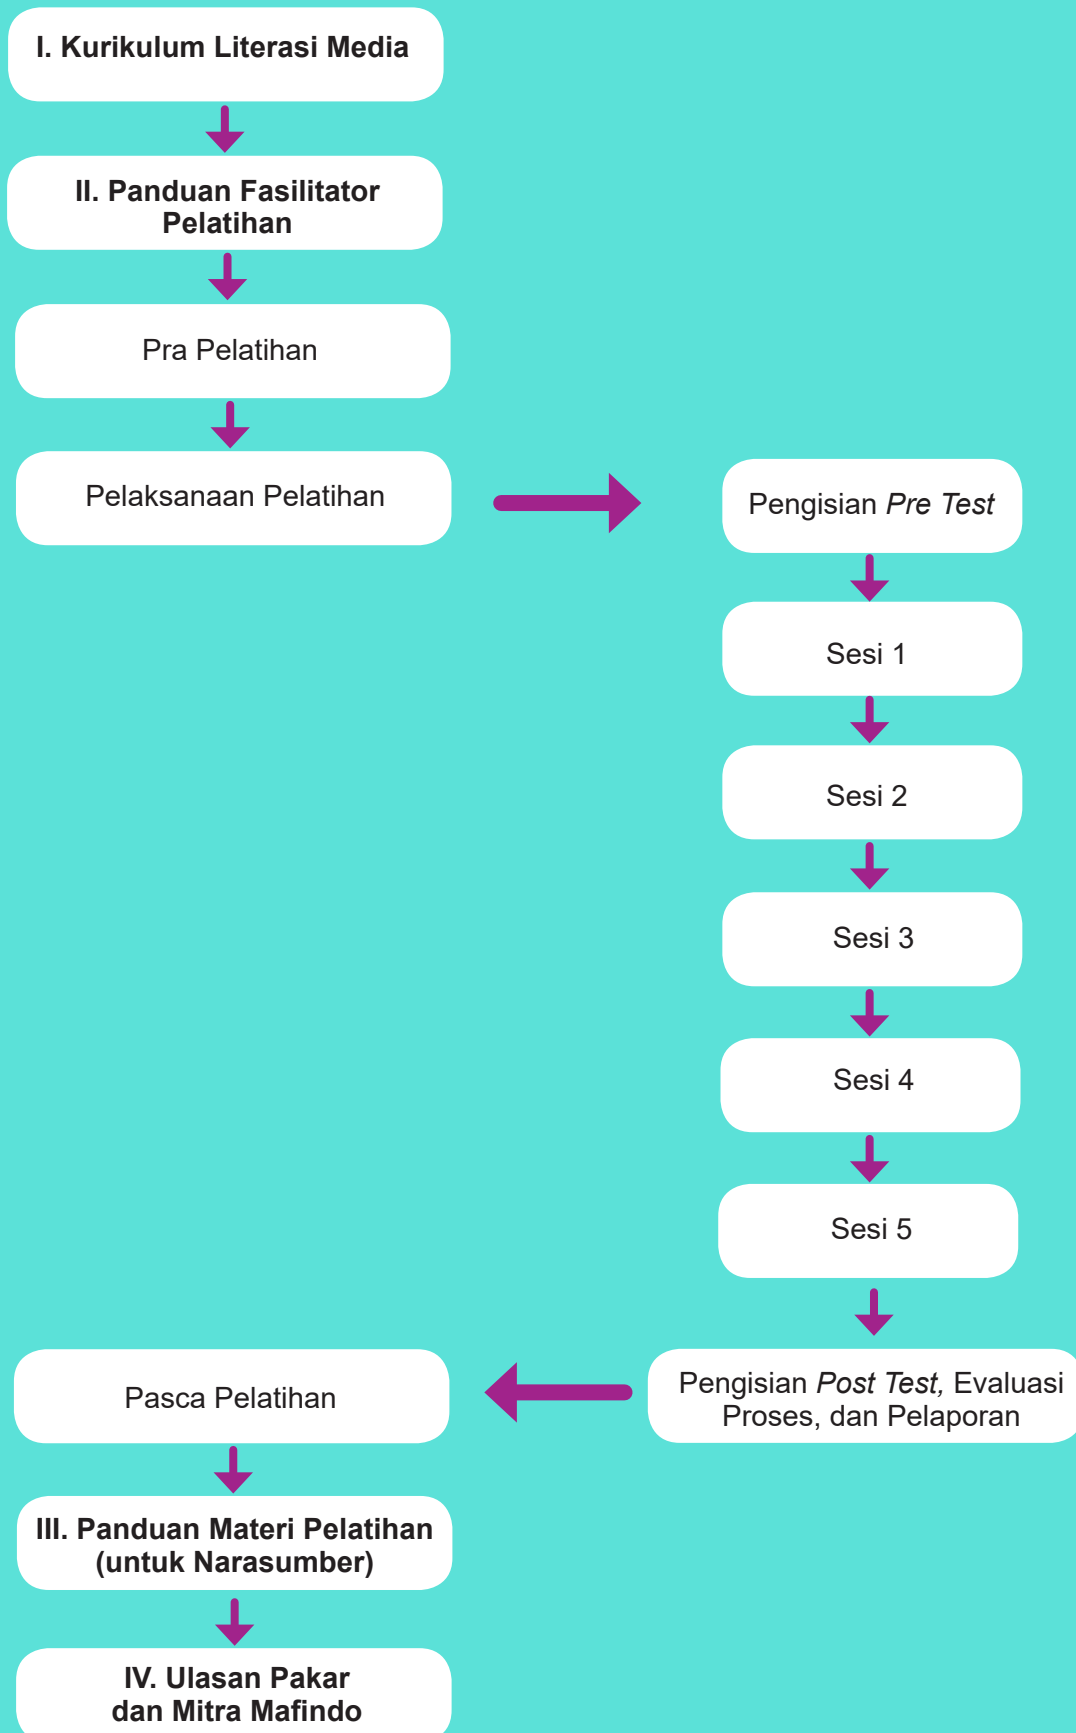 I. Kurikulum Literasi Media
II. Panduan Fasilitator
Pelatihan
Pra Pelatihan
Pelaksanaan Pelatihan
Pengisian Pre Test
Sesi 1
Sesi 2
Sesi 3
Sesi 4
Sesi 5
Pengisian Post Test, Evaluasi
Proses, dan Pelaporan
Pasca Pelatihan
III. Panduan Materi Pelatihan
(untuk Narasumber)
IV. Ulasan Pakar
dan Mitra Mafindo